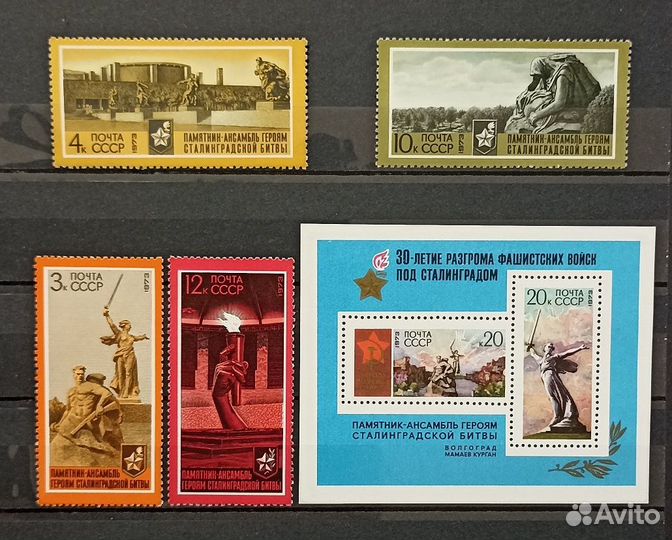 4к ПОЧТА
СССР
1973
ПАМЯТНИК-АНСАМБЛЬ ГЕРОЯМ
СТАЛИНГРАДСКОЙ БИТВЫ
10к ПОЧТА
СССР
1973
ПАМЯТНИК-АНСАМБЛЬ ГЕРОЯМ
СТАЛИНГРАДСКОЙ БИТВЫ
3к ПОЧТА
СССР
1973
ПАМЯТНИК-АНСАМБЛЬ
ГЕРОЯМ СТАЛИНГРАДСКОЙ БИТВЫ
12к ПОЧТА
СССР
1973
ПАМЯТНИК-АНСАМБЛЬ
ГЕРОЯМ СТАЛИНГРАДСКОЙ БИТВЫ
30-ЛЕТИЕ РАЗГРОМА ФАШИСТСКИХ ВОЙСК
ПОД СТАЛИНГРАДОМ
1973
ПОЧТА
СССР
к20
20к
ПОЧТА
СССР
1973
ПАМЯТНИК-АНСАМБЛЬ ГЕРОЯМ
СТАЛИНГРАДСКОЙ БИТВЫ
ВОЛГОГРАД
МАМАЕВ КУРГАН
Avito